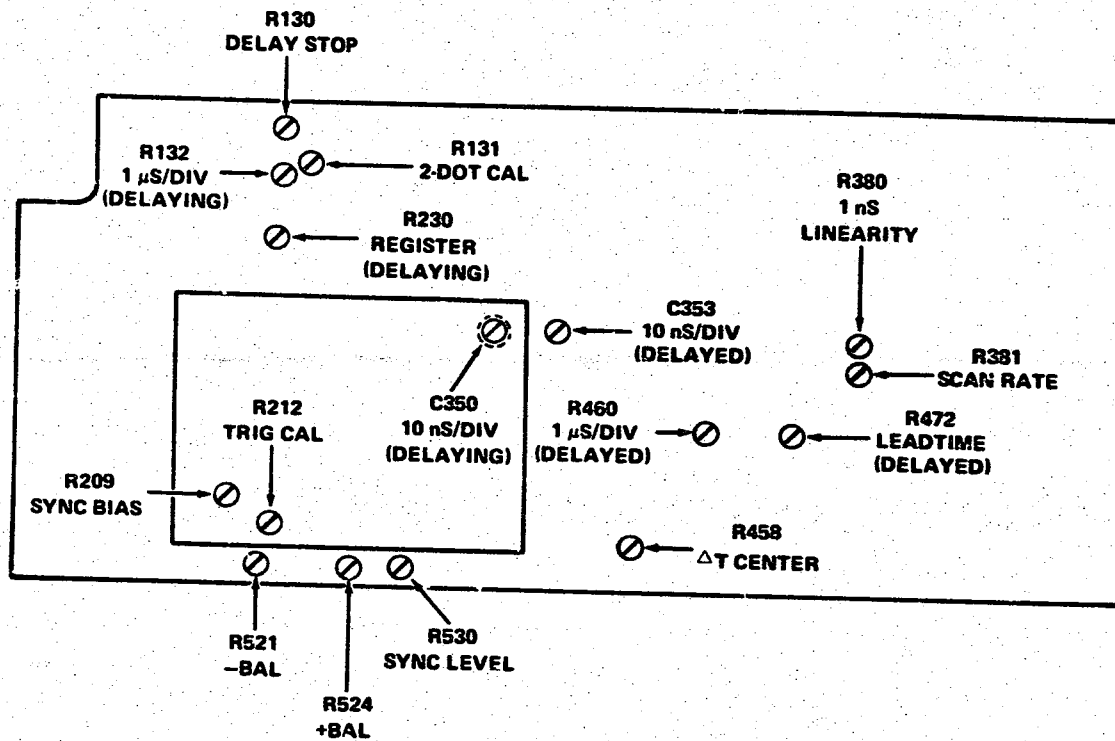 R130
DELAY STOP
R132
1 µS/DIV
(DELAYING)
R131
2-DOT CAL
R230
REGISTER
(DELAYING)
R380
1 nS
LINEARITY
C353
10 nS/DIV
(DELAYED)
R381
SCAN RATE
C350
10 nS/DIV
(DELAYING)
R212
TRIG CAL
R460
1 µS/DIV
(DELAYED)
R472
LEADTIME
(DELAYED)
R209
SYNC BIAS
R458
△T CENTER
R521
–BAL
R530
SYNC LEVEL
R524
+BAL